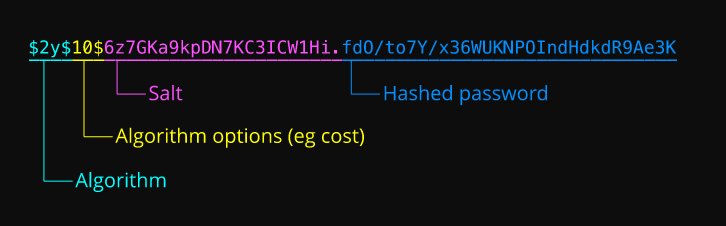 $2y$10$6z7GKa9kpDN7KC3ICW1Hi.fdO/to7Y/x36WUKNPOIndHdkdR9Ae3K
Salt
Hashed password
Algorithm options (eg cost)
Algorithm